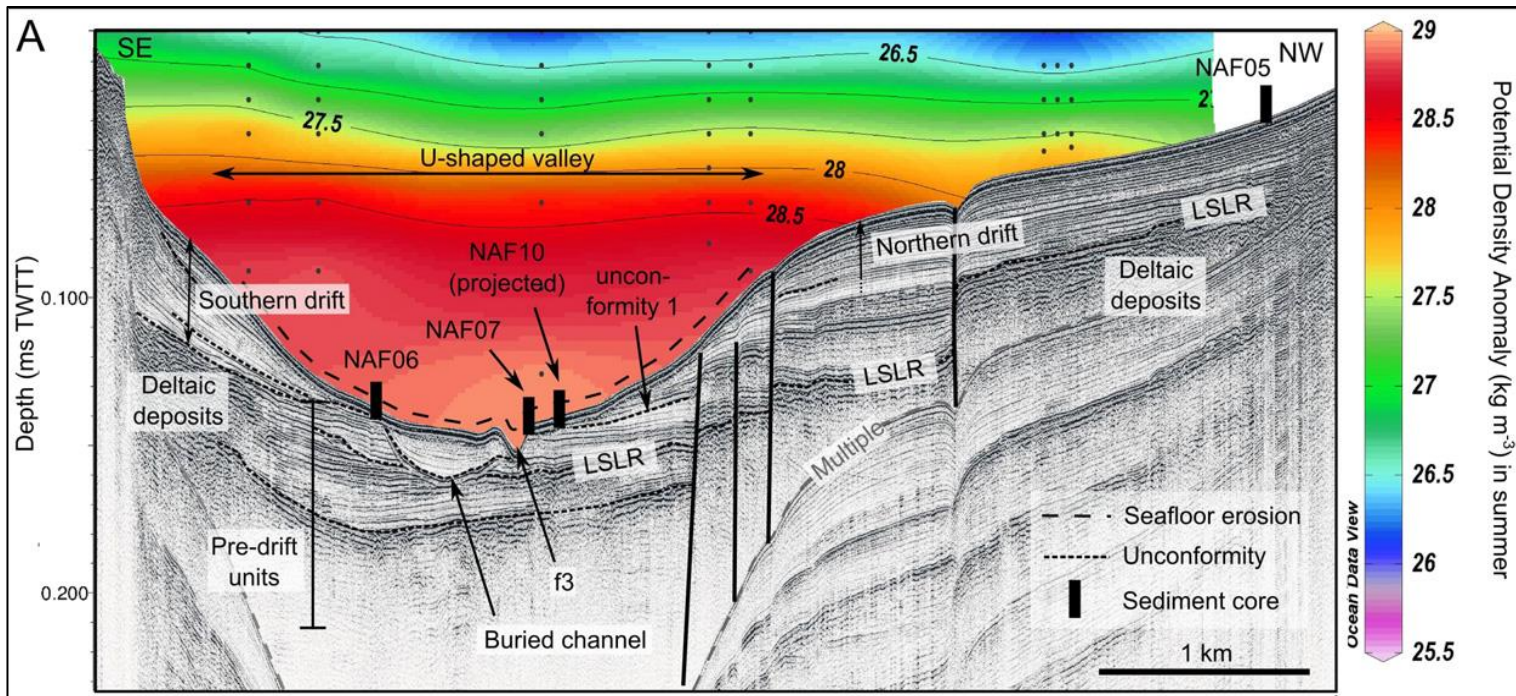 A
SE
NW
26.5
NAF05
2
27.5
U-shaped valley
28
28.5
LSLR
Northern drift
NAF10
(projected)
uncon-
formity 1
Deltaic
deposits
Southern drift
NAF07
NAF06
LSLR
Deltaic
deposits
LSLR
Multiple
Pre-drift
units
f3
Buried channel
Seafloor erosion
Unconformity
Sediment core
1 km
Depth (ms TWTT)
0.100
0.200
Ocean Data View
29
28.5
28
27.5
27
26.5
26
25.5
Potential Density Anomaly (kg m⁻³) in summer